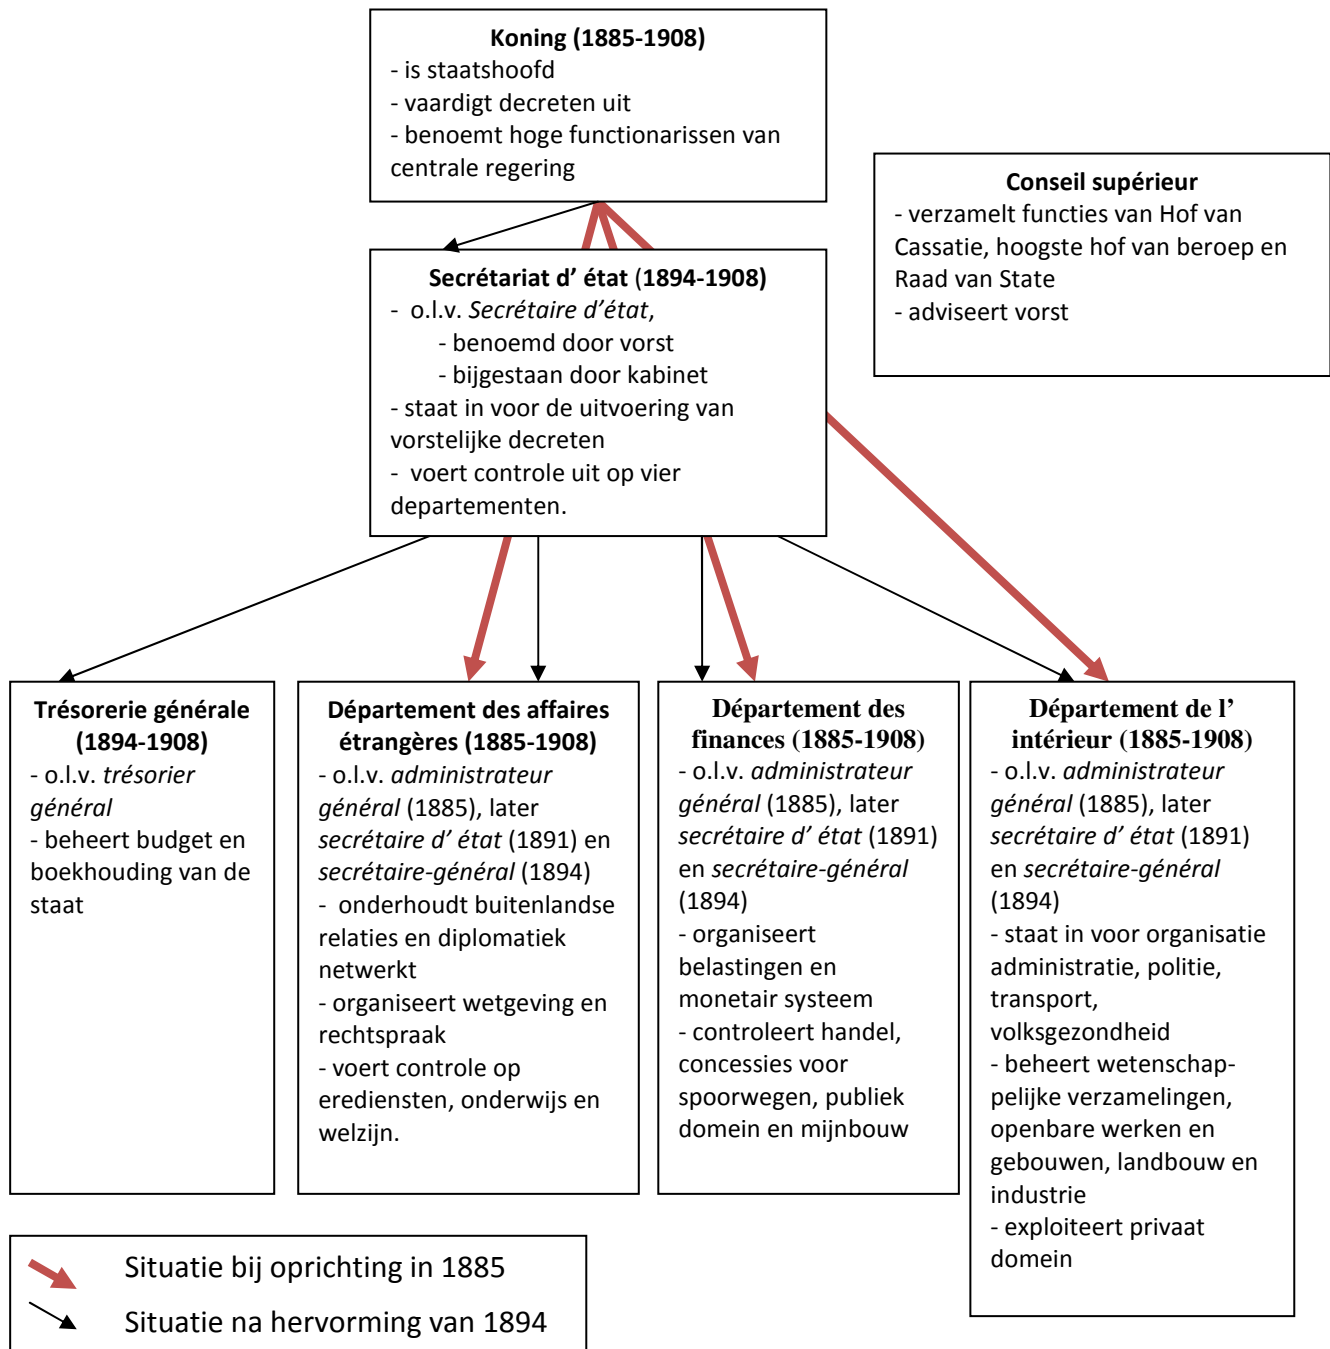 Koning (1885-1908)
- is staatshoofd
- vaardigt decreten uit
- benoemt hoge functionarissen van
centrale regering
Conseil supérieur
- verzamelt functies van Hof van
Cassatie, hoogste hof van beroep en
Raad van State
- adviseert vorst
Secrétariat d’ état (1894-1908)
- o.l.v. Secrétaire d’état,
- benoemd door vorst
- bijgestaan door kabinet
- staat in voor de uitvoering van
vorstelijke decreten
- voert controle uit op vier
departementen.
Trésorerie générale
(1894-1908)
- o.l.v. trésorier
général
- beheert budget en
boekhouding van de
staat
Département des affaires
étrangères (1885-1908)
- o.l.v. administrateur
général (1885), later
secrétaire d’ état (1891) en
secrétaire-général (1894)
- onderhoudt buitenlandse
relaties en diplomatiek
netwerkt
- organiseert wetgeving en
rechtspraak
- voert controle op
erediensten, onderwijs en
welzijn.
Département des
finances (1885-1908)
- o.l.v. administrateur
général (1885), later
secrétaire d’ état (1891)
en secrétaire-général
(1894)
- organiseert
belastingen en
monetair systeem
- controleert handel,
concessies voor
spoorwegen, publiek
domein en mijnbouw
Département de l’
intérieur (1885-1908)
- o.l.v. administrateur
général (1885), later
secrétaire d’ état (1891)
en secrétaire-général
(1894)
- staat in voor organisatie
administratie, politie,
transport,
volksgezondheid
- beheert wetenschap-
pelijke verzamelingen,
openbare werken en
gebouwen, landbouw en
industrie
- exploiteert privaat
domein
Situatie bij oprichting in 1885
Situatie na hervorming van 1894